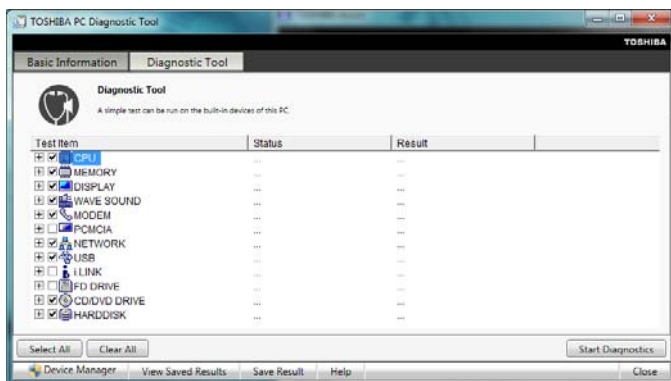 TOSHIBA PC Diagnostic Tool
TOSHIBA
Basic Information Diagnostic Tool
Diagnostic Tool
A simple test can be run on the built-in devices of this PC.
Test Item Status Result
CPU ... ...
MEMORY ... ...
DISPLAY ... ...
WAVE SOUND ... ...
MODEM ... ...
PCMCIA ... ...
NETWORK ... ...
USB ... ...
i.LINK ... ...
FD DRIVE ... ...
CD/DVD DRIVE ... ...
HARDDISK ... ...
Select All Clear All Start Diagnostics
Device Manager View Saved Results Save Result Help Close